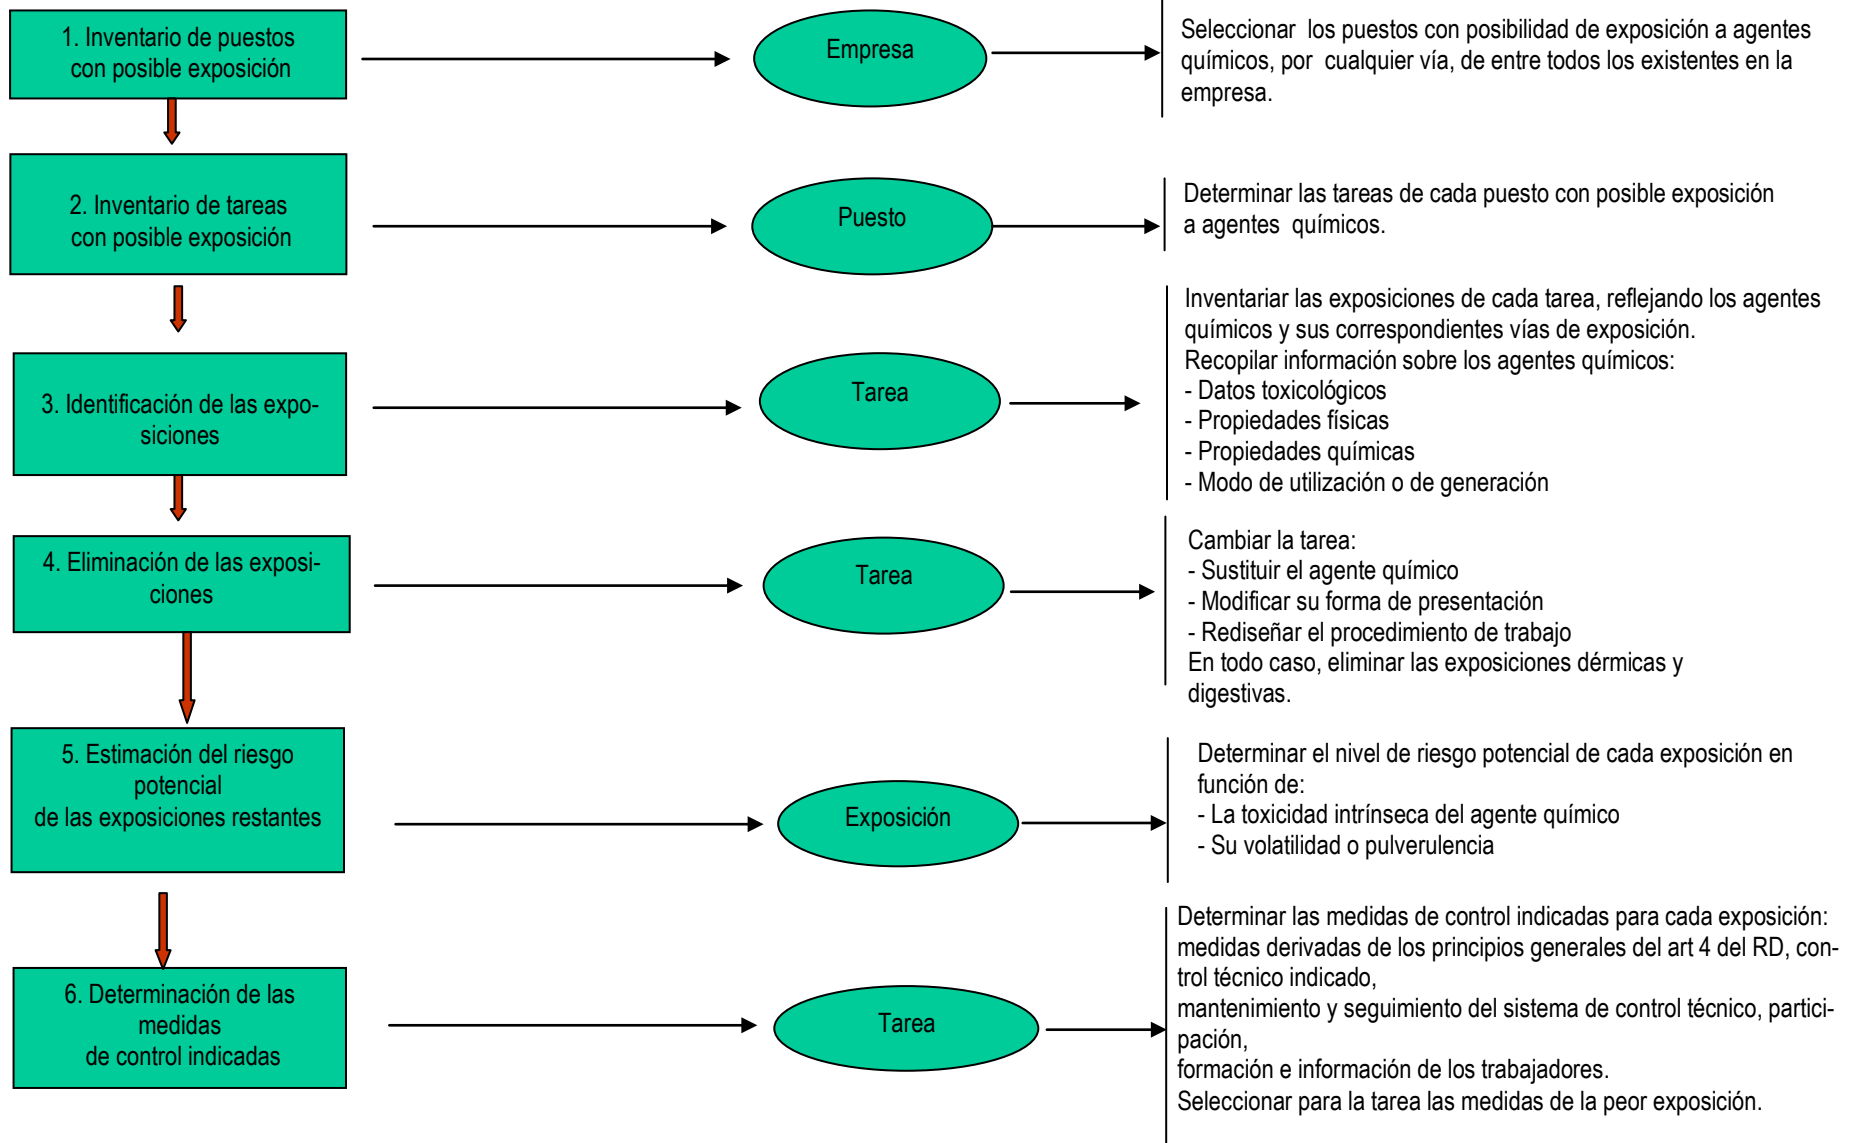 1. Inventario de puestos
con posible exposición
Empresa
Seleccionar los puestos con posibilidad de exposición a agentes
químicos, por cualquier vía, de entre todos los existentes en la
empresa.
2. Inventario de tareas
con posible exposición
Puesto
Determinar las tareas de cada puesto con posible exposición
a agentes químicos.
3. Identificación de las expo-
siciones
Tarea
Inventariar las exposiciones de cada tarea, reflejando los agentes
químicos y sus correspondientes vías de exposición.
Recopilar información sobre los agentes químicos:
- Datos toxicológicos
- Propiedades físicas
- Propiedades químicas
- Modo de utilización o de generación
4. Eliminación de las exposi-
ciones
Tarea
Cambiar la tarea:
- Sustituir el agente químico
- Modificar su forma de presentación
- Rediseñar el procedimiento de trabajo
En todo caso, eliminar las exposiciones dérmicas y
digestivas.
5. Estimación del riesgo
potencial
de las exposiciones restantes
Exposición
Determinar el nivel de riesgo potencial de cada exposición en
función de:
- La toxicidad intrínseca del agente químico
- Su volatilidad o pulverulencia
6. Determinación de las
medidas
de control indicadas
Tarea
Determinar las medidas de control indicadas para cada exposición:
medidas derivadas de los principios generales del art 4 del RD, con-
trol técnico indicado,
mantenimiento y seguimiento del sistema de control técnico, partici-
pación,
formación e información de los trabajadores.
Seleccionar para la tarea las medidas de la peor exposición.